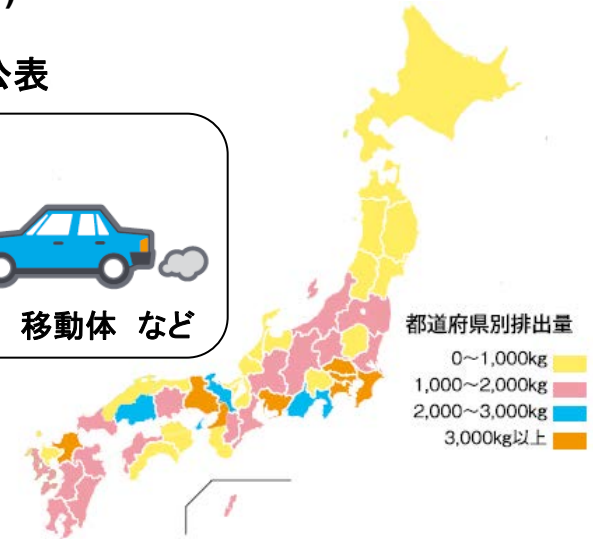 公表
移動体 など
都道府県別排出量
0～1,000kg
1,000～2,000kg
2,000～3,000kg
3,000kg以上